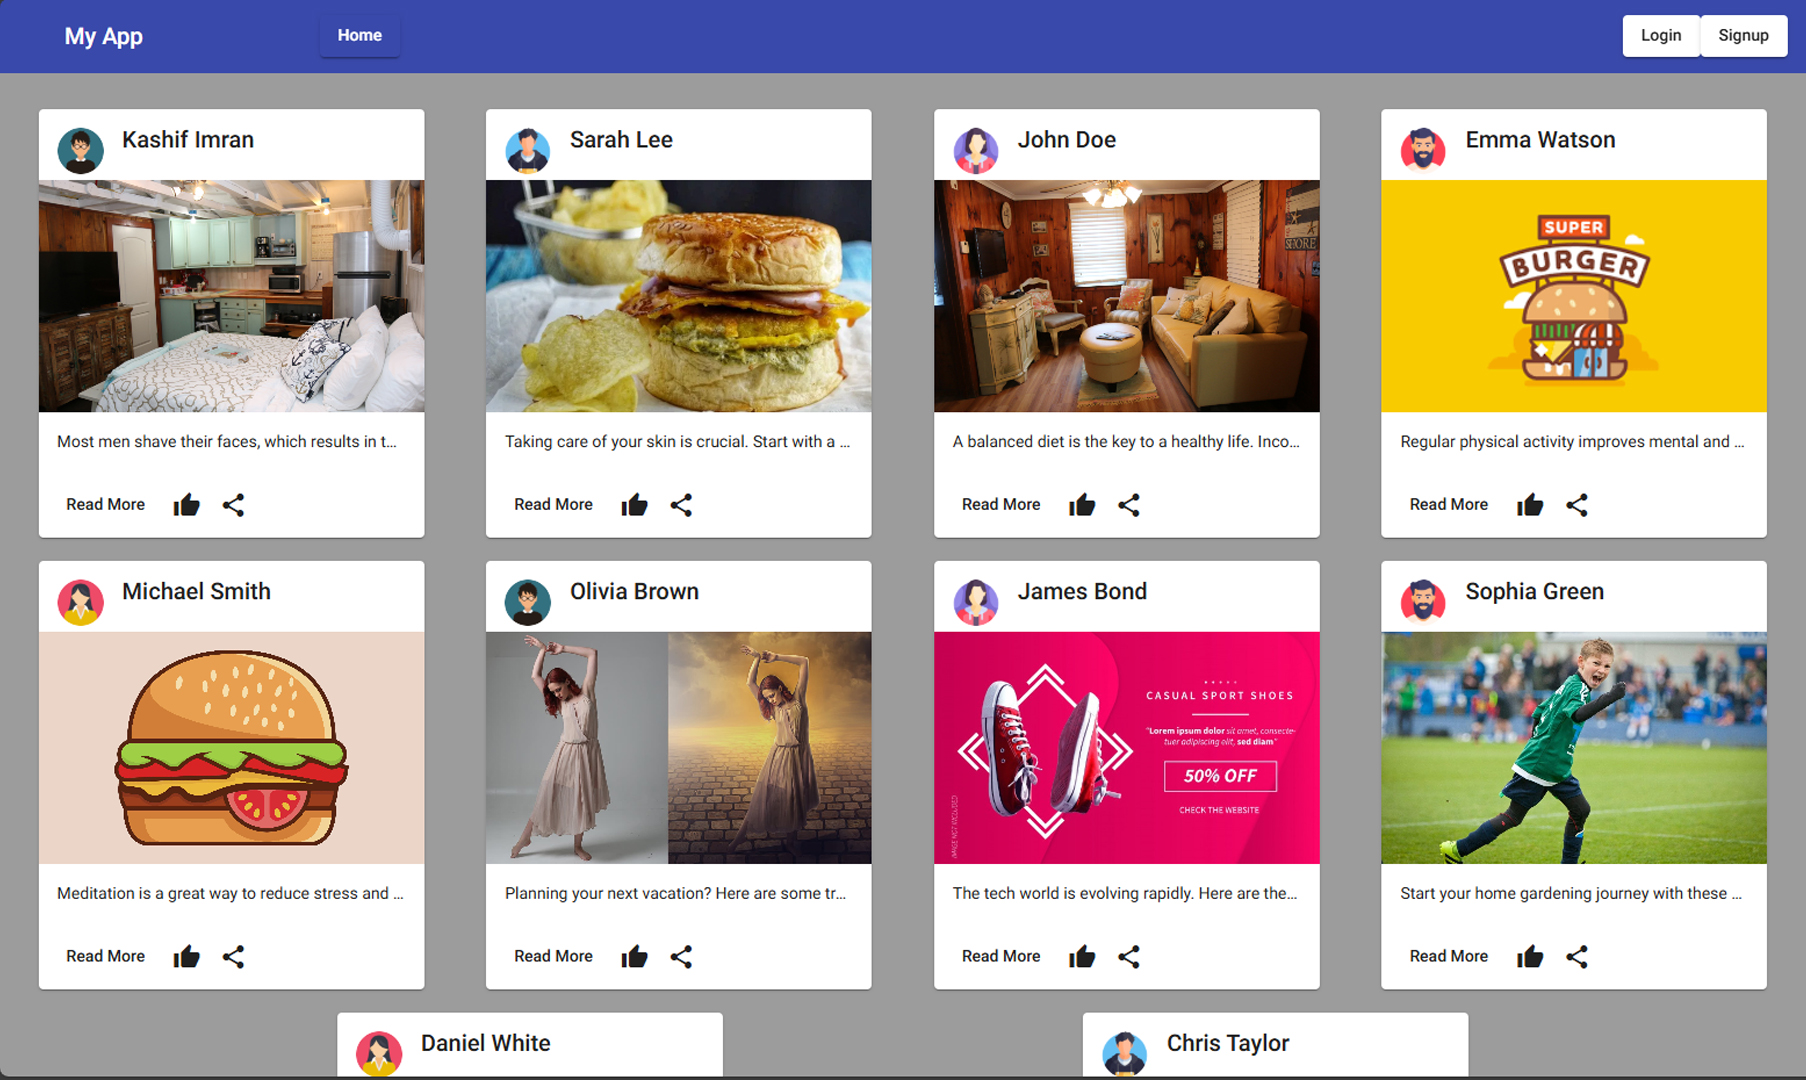 My App
Home
Login
Signup
Kashif Imran
Sarah Lee
John Doe
Emma Watson
SHORE
SUPER
BURGER
Most men shave their faces, which results in t...
Taking care of your skin is crucial. Start with a ...
A balanced diet is the key to a healthy life. Inco...
Regular physical activity improves mental and ...
Read More
Read More
Read More
Read More
Michael Smith
Olivia Brown
James Bond
Sophia Green
CASUAL SPORT SHOES
"Lorem ipsum dolor sit amet, consecte-
tuer adipiscing elit, sed diam"
50% OFF
CHECK THE WEBSITE
Meditation is a great way to reduce stress and ...
Planning your next vacation? Here are some tr...
The tech world is evolving rapidly. Here are the...
Start your home gardening journey with these ...
Read More
Read More
Read More
Read More
Daniel White
Chris Taylor